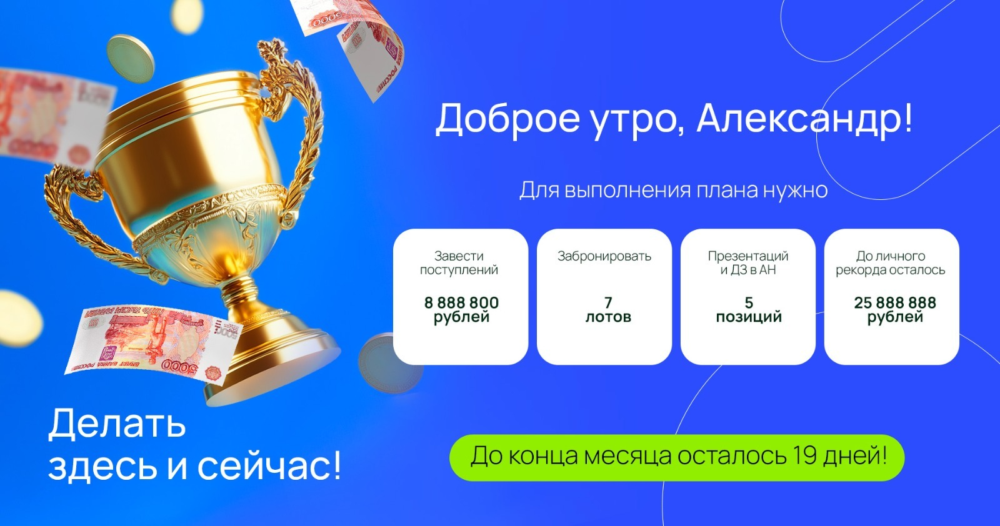 5000
Доброе утро, Александр!
Для выполнения плана нужно
Завести
поступлений
8 888 800
рублей
Забронировать
7
лотов
Презентаций
и ДЗ в АН
5
позиций
До личного
рекорда осталось
25 888 888
рублей
5000
Делать
здесь и сейчас!
До конца месяца осталось 19 дней!